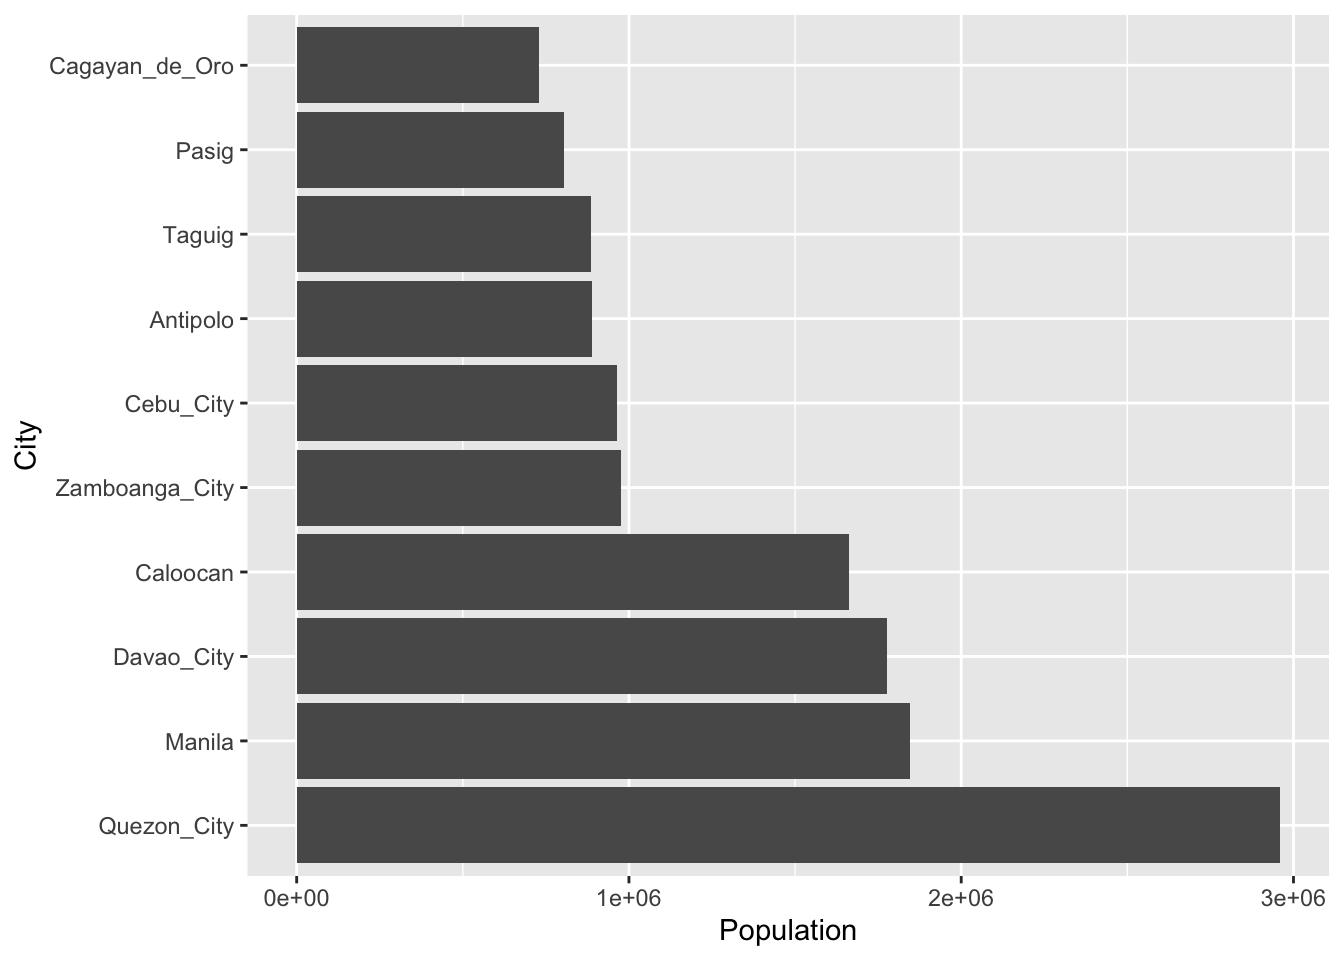 Cagayan_de_Oro
Pasig
Taguig
Antipolo
Cebu_City
Zamboanga_City
Caloocan
Davao_City
Manila
Quezon_City
City
0e+00 1e+06 2e+06 3e+06
Population